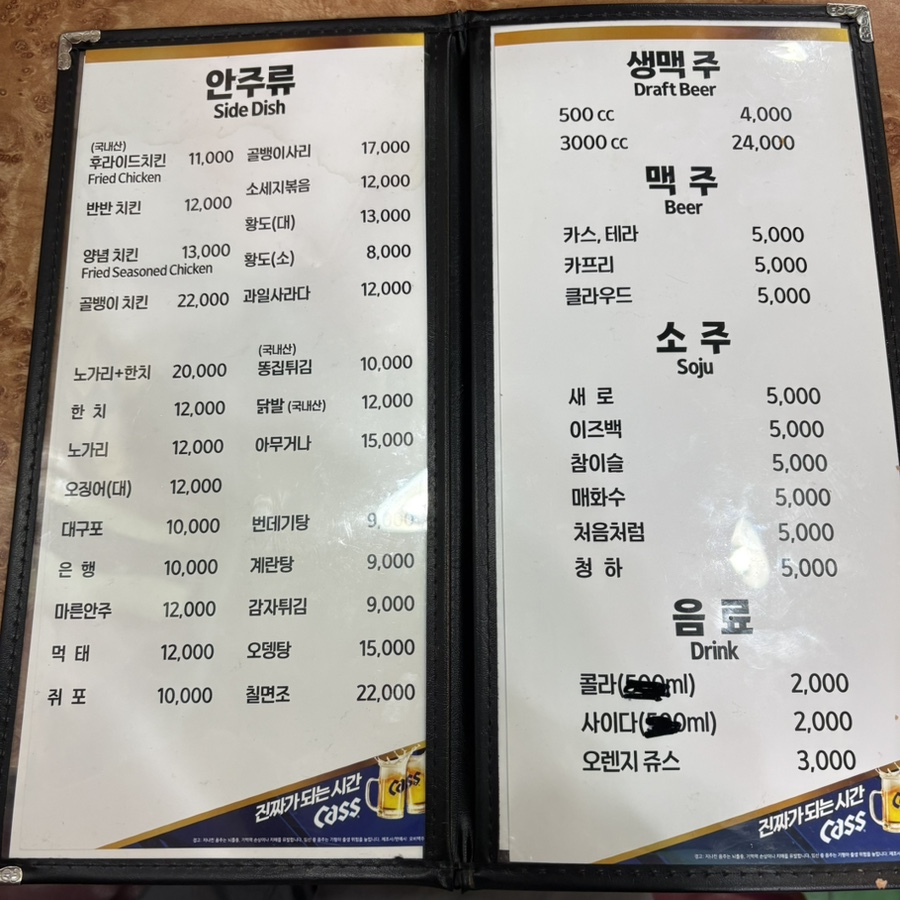 안주류
Side Dish
(국내산)
후라이드치킨 11,000
Fried Chicken
반반 치킨 12,000
양념 치킨 13,000
Fried Seasoned Chicken
골뱅이 치킨 22,000
노가리+한치 20,000
한 치 12,000
노가리 12,000
오징어(대) 12,000
대구포 10,000
은 행 10,000
마른안주 12,000
먹 태 12,000
쥐 포 10,000
골뱅이사리 17,000
소세지볶음 12,000
황도(대) 13,000
황도(소) 8,000
과일사라다 12,000
(국내산)
똥집튀김 10,000
닭발 (국내산) 12,000
아무거나 15,000
번데기탕 9,000
계란탕 9,000
감자튀김 9,000
오뎅탕 15,000
칠면조 22,000
진짜가 되는 시간
Cass
생맥 주
Draft Beer
500 cc 4,000
3000 cc 24,000
맥 주
Beer
카스, 테라 5,000
카프리 5,000
클라우드 5,000
소 주
Soju
새 로 5,000
이즈백 5,000
참이슬 5,000
매화수 5,000
처음처럼 5,000
청 하 5,000
음 료
Drink
콜라(500ml) 2,000
사이다(500ml) 2,000
오렌지 쥬스 3,000
진짜가 되는 시간
Cass